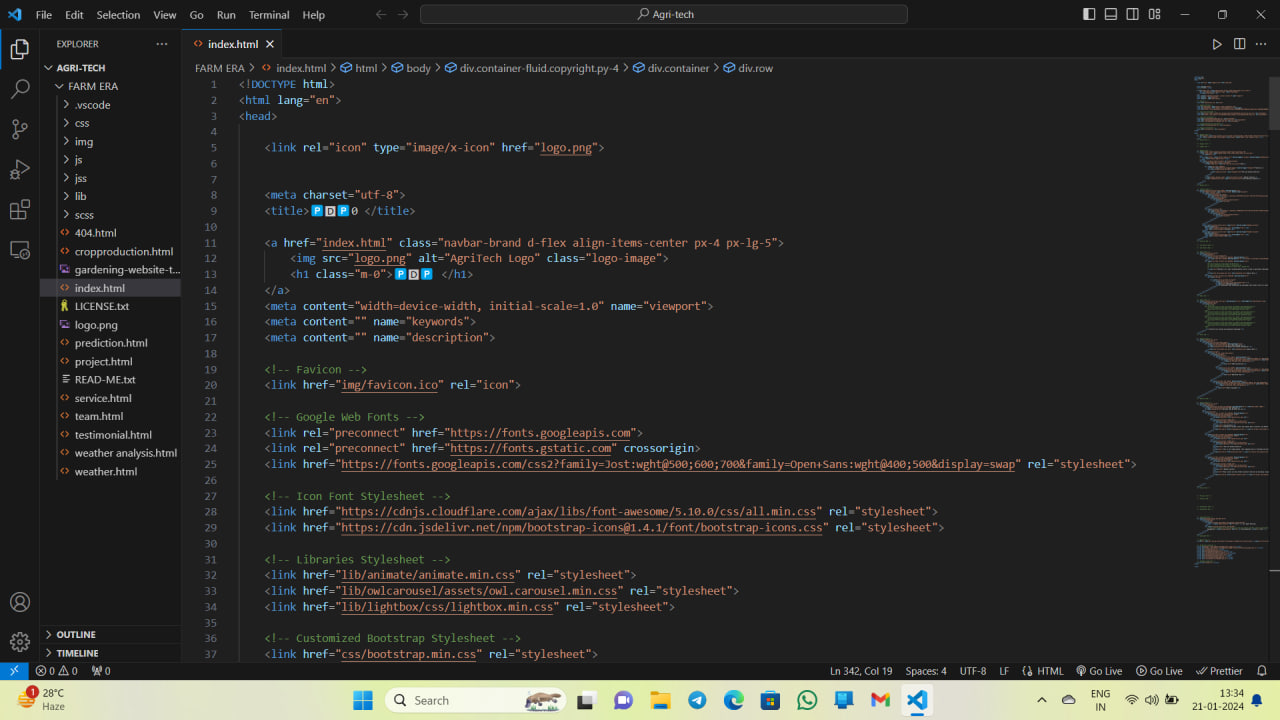 File Edit Selection View Go Run Terminal Help
Agri-tech
EXPLORER
AGRI-TECH
FARM ERA
.vscode
css
img
js
jss
lib
scss
404.html
cropproduction.html
gardening-website-t...
index.html
LICENSE.txt
logo.png
prediction.html
project.html
READ-ME.txt
service.html
team.html
testimonial.html
weather analysis.html
weather.html
OUTLINE
TIMELINE
index.html
FARM ERA > index.html > html > body > div.container-fluid.copyright.py-4 > div.container > div.row
1 <!DOCTYPE html>
2 <html lang="en">
3 <head>
4
5 <link rel="icon" type="image/x-icon" href="logo.png">
6
7
8 <meta charset="utf-8">
9 <title>🅿🄳🅿0 </title>
10
11 <a href="index.html" class="navbar-brand d-flex align-items-center px-4 px-lg-5">
12 <img src="logo.png" alt="AgriTech Logo" class="logo-image">
13 <h1 class="m-0">🅿🄳🅿 </h1>
14 </a>
15 <meta content="width=device-width, initial-scale=1.0" name="viewport">
16 <meta content="" name="keywords">
17 <meta content="" name="description">
18
19 <!-- Favicon -->
20 <link href="img/favicon.ico" rel="icon">
21
22 <!-- Google Web Fonts -->
23 <link rel="preconnect" href="https://fonts.googleapis.com">
24 <link rel="preconnect" href="https://fonts.gstatic.com" crossorigin>
25 <link href="https://fonts.googleapis.com/css2?family=Jost:wght@500;600;700&family=Open+Sans:wght@400;500&display=swap" rel="stylesheet">
26
27 <!-- Icon Font Stylesheet -->
28 <link href="https://cdnjs.cloudflare.com/ajax/libs/font-awesome/5.10.0/css/all.min.css" rel="stylesheet">
29 <link href="https://cdn.jsdelivr.net/npm/bootstrap-icons@1.4.1/font/bootstrap-icons.css" rel="stylesheet">
30
31 <!-- Libraries Stylesheet -->
32 <link href="lib/animate/animate.min.css" rel="stylesheet">
33 <link href="lib/owlcarousel/assets/owl.carousel.min.css" rel="stylesheet">
34 <link href="lib/lightbox/css/lightbox.min.css" rel="stylesheet">
35
36 <!-- Customized Bootstrap Stylesheet -->
37 <link href="css/bootstrap.min.css" rel="stylesheet">
0 0 0 Ln 342, Col 19 Spaces: 4 UTF-8 LF HTML Go Live Go Live Prettier
1 28°C
Haze
Search
ENG
IN
13:34
21-01-2024